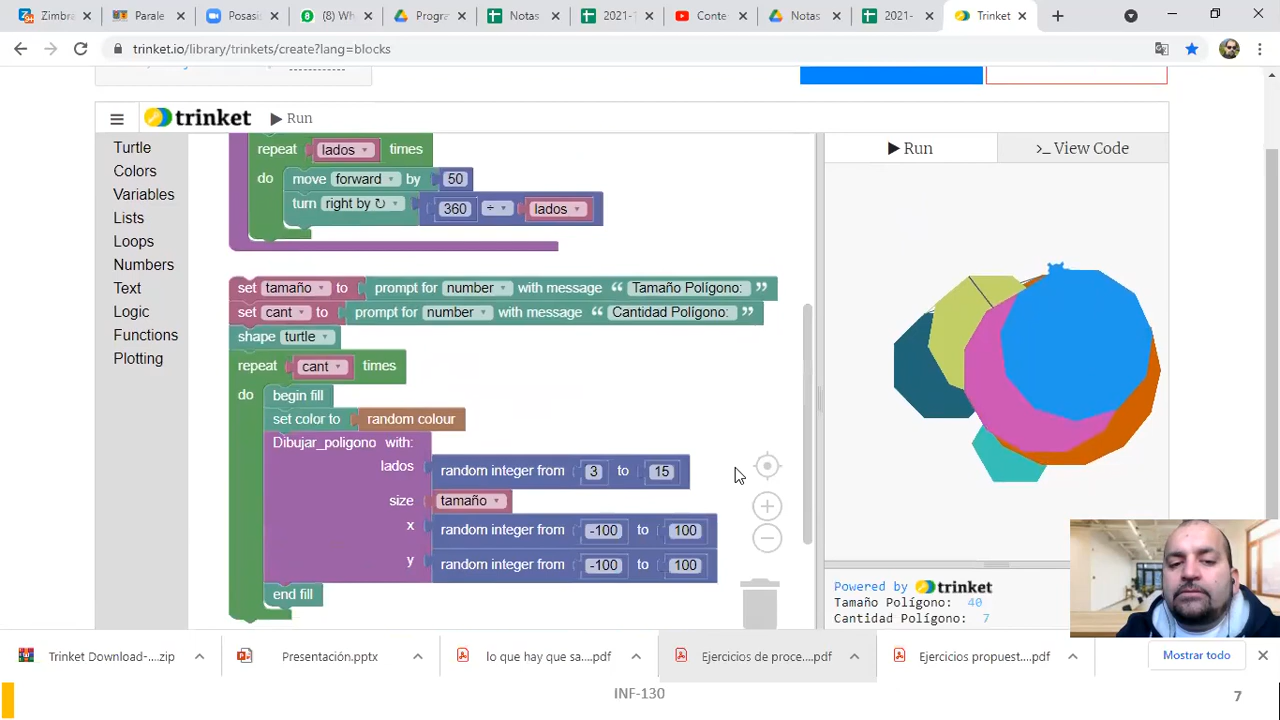 Zimbra
Parale
Posas
(8) Wh
Progr
Notas
2021-1
Conte
Notas
2021-
Trinket
trinket.io/library/trinkets/create?lang=blocks
trinket Run
Turtle
Colors
Variables
Lists
Loops
Numbers
Text
Logic
Functions
Plotting
repeat lados times
do move forward by 50
turn right by ↻ 360 ÷ lados
set tamaño to prompt for number with message “ Tamaño Polígono: ”
set cant to prompt for number with message “ Cantidad Polígono: ”
shape turtle
repeat cant times
do begin fill
set color to random colour
Dibujar_poligono with:
lados random integer from 3 to 15
size tamaño
x random integer from -100 to 100
y random integer from -100 to 100
end fill
Run >_ View Code
Powered by trinket
Tamaño Polígono: 40
Cantidad Polígono: 7
Trinket Download-....zip
Presentación.pptx
lo que hay que sa....pdf
Ejercicios de proce....pdf
Ejercicios propuest....pdf
Mostrar todo
INF-130
7